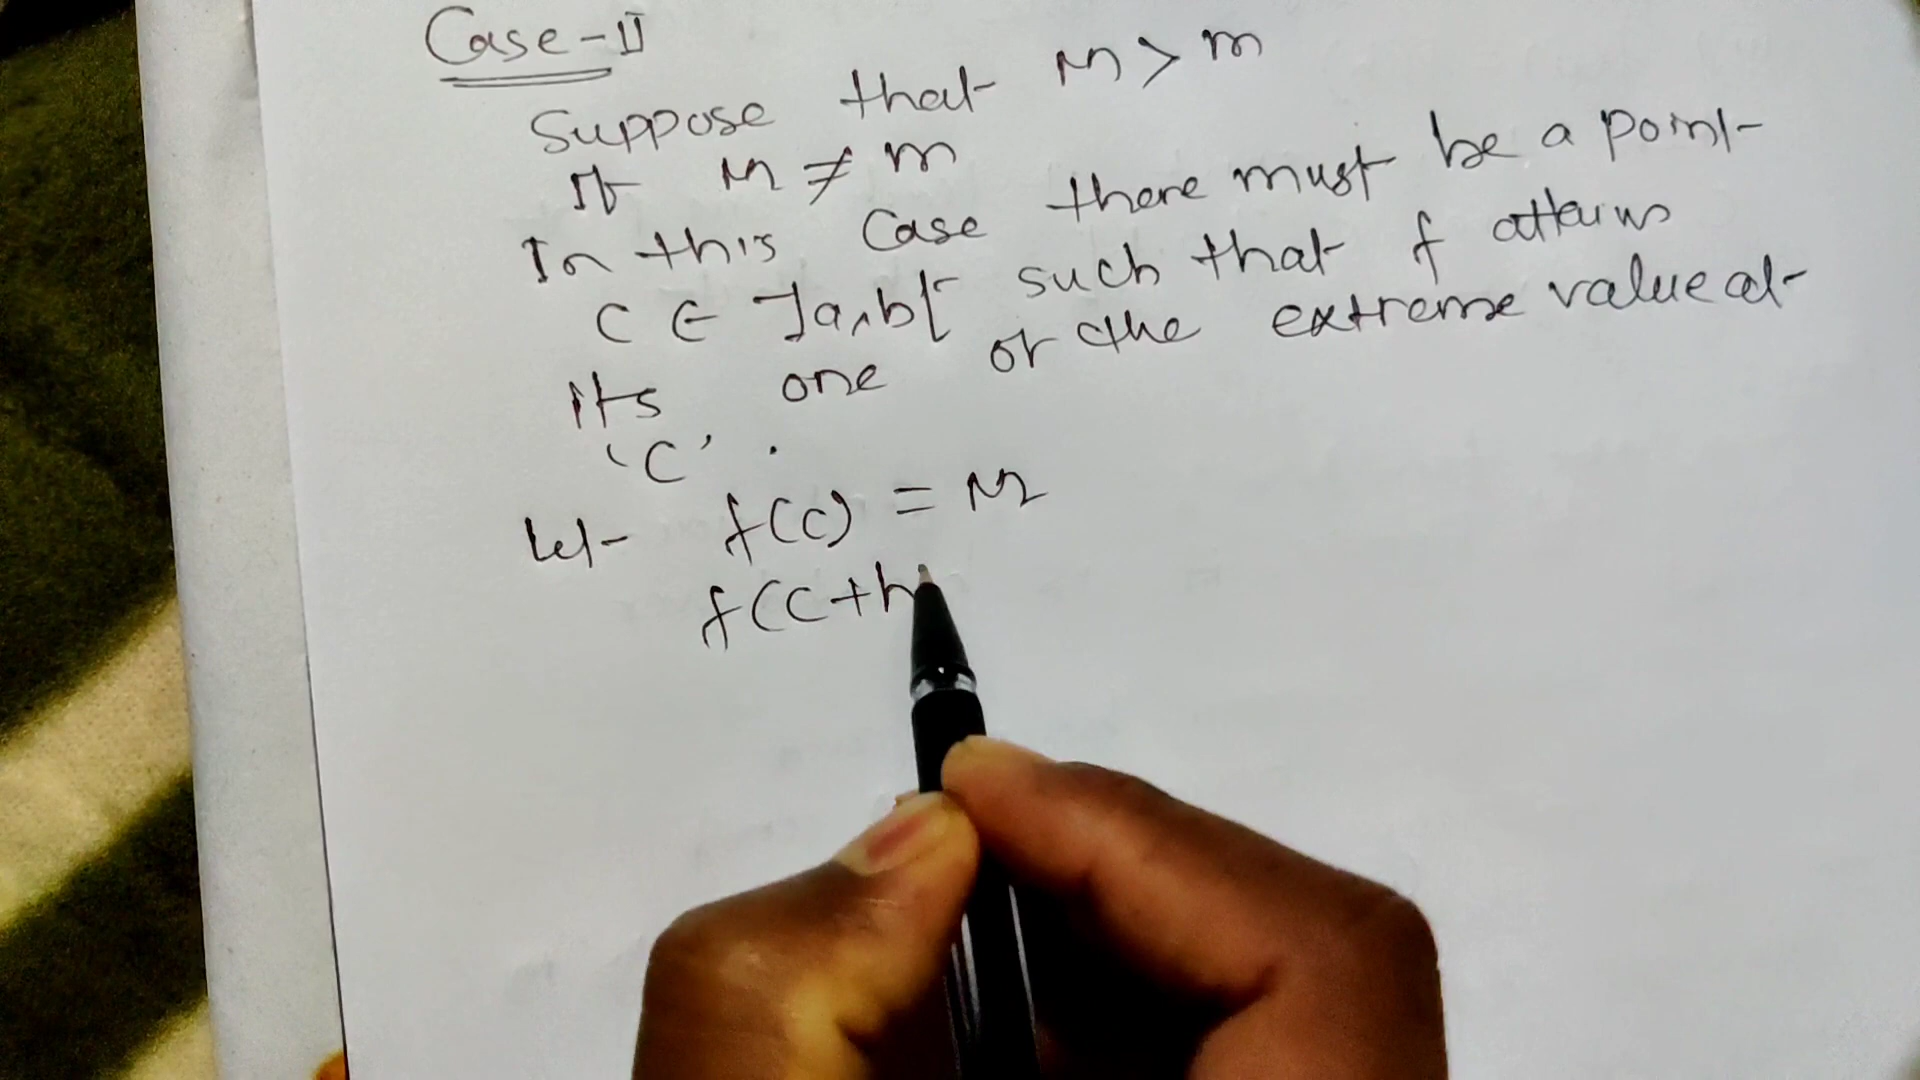 Case-II
Suppose that M > m
If M ≠ m
In this Case there must be a point
C ∈ ]a,b[ such that f attains
its one or the extreme value at
'C'.
let f(c) = M
f(c+h